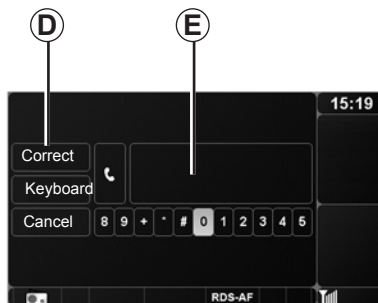 D E
15:19
Correct
Keyboard
Cancel 8 9 + * # 0 1 2 3 4 5
RDS-AF